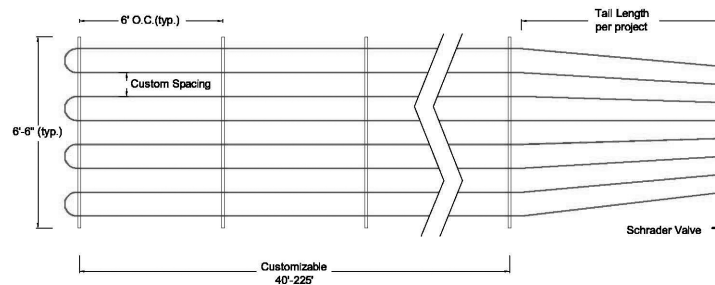 6' O.C.(typ.)
Tail Length
per project
Custom Spacing
6'-6" (typ.)
Schrader Valve
Customizable
40'-225'